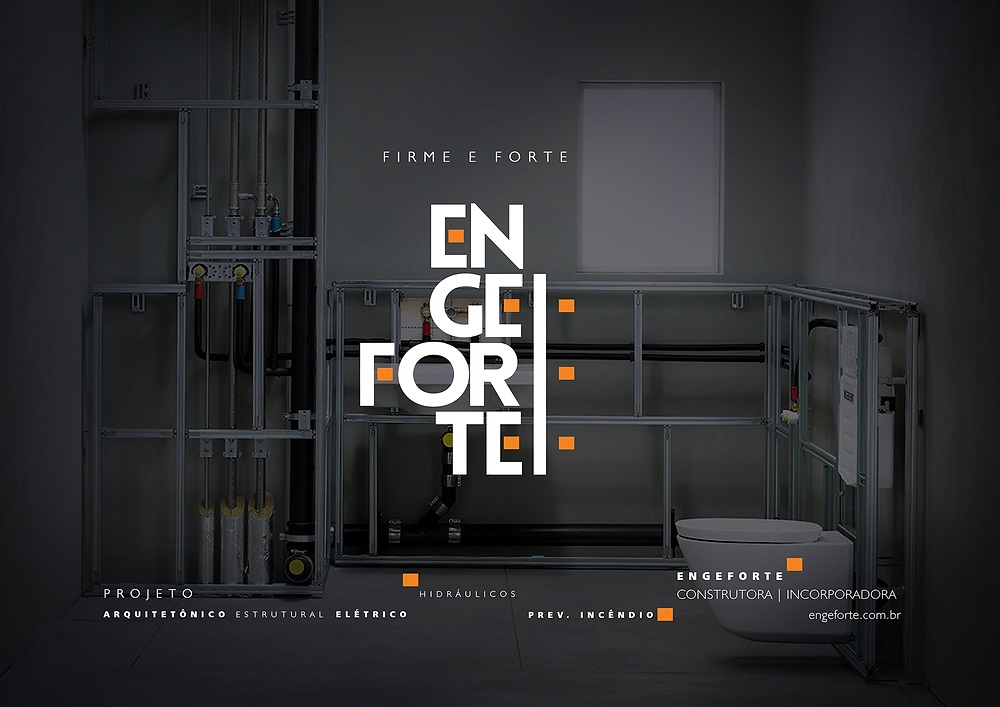 FIRME E FORTE
EN
GE
FOR
TE
PROJETO
ARQUITETÔNICO ESTRUTURAL ELÉTRICO
HIDRÁULICOS
PREV. INCÊNDIO
ENGEFORTE
CONSTRUTORA | INCORPORADORA
engeforte.com.br